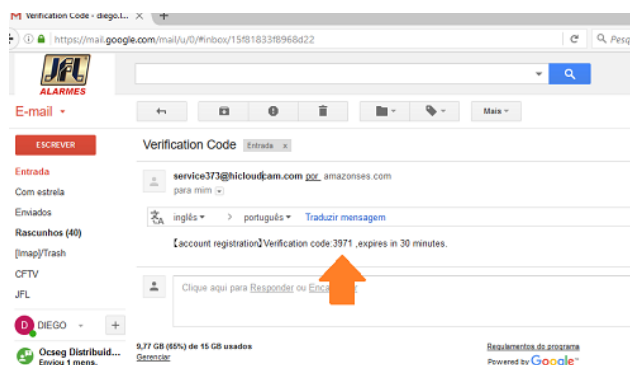 Verification Code - diego.l...
https://mail.google.com/mail/u/0/#inbox/15f81833f8968d22
Pesq
JFL
ALARMES
E-mail
Mais
ESCREVER
Verification Code Entrada x
Entrada
Com estrela
Enviados
Rascunhos (40)
[Imap]/Trash
CFTV
JFL
service373@hicloudcam.com por amazonses.com
para mim
inglês > português Traduzir mensagem
【account registration】Verification code:3971 ,expires in 30 minutes.
Clique aqui para Responder ou Enca
D DIEGO +
Ocseg Distribuid...
Enviou 1 mens.
9,77 GB (65%) de 15 GB usados
Gerenciar
Regulamentos do programa
Powered by Google™